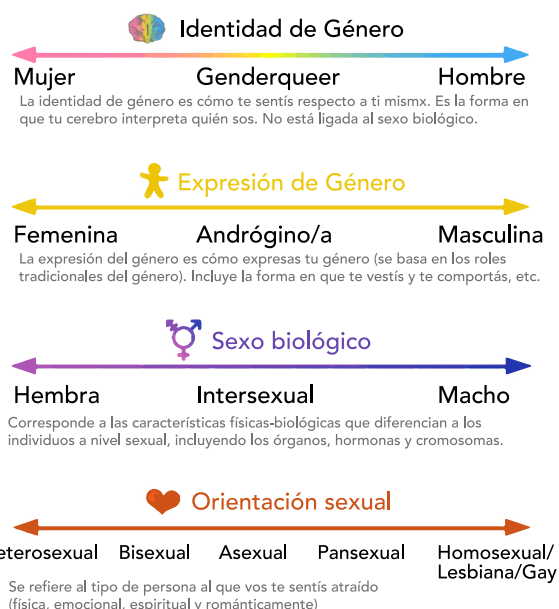 Identidad de Género
Mujer Genderqueer Hombre
La identidad de género es cómo te sentís respecto a ti mismx. Es la forma en
que tu cerebro interpreta quién sos. No está ligada al sexo biológico.
Expresión de Género
Femenina Andrógino/a Masculina
La expresión del género es cómo expresas tu género (se basa en los roles
tradicionales del género). Incluye la forma en que te vestís y te comportás, etc.
Sexo biológico
Hembra Intersexual Macho
Corresponde a las características físicas-biológicas que diferencian a los
individuos a nivel sexual, incluyendo los órganos, hormonas y cromosomas.
Orientación sexual
eterosexual Bisexual Asexual Pansexual Homosexual/
Lesbiana/Gay
Se refiere al tipo de persona al que vos te sentís atraído
(física, emocional, espiritual y románticamente)